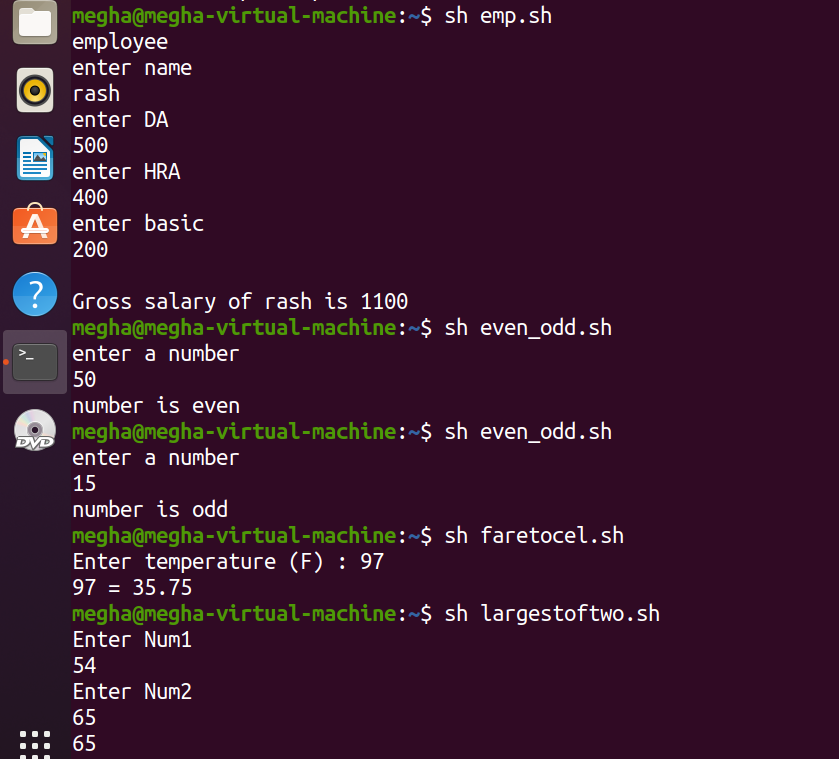 megha@megha-virtual-machine:~$ sh emp.sh
employee
enter name
rash
enter DA
500
enter HRA
400
enter basic
200
Gross salary of rash is 1100
megha@megha-virtual-machine:~$ sh even_odd.sh
enter a number
50
number is even
megha@megha-virtual-machine:~$ sh even_odd.sh
enter a number
15
number is odd
megha@megha-virtual-machine:~$ sh faretocel.sh
Enter temperature (F) : 97
97 = 35.75
megha@megha-virtual-machine:~$ sh largestoftwo.sh
Enter Num1
54
Enter Num2
65
65
?
>_
DVD